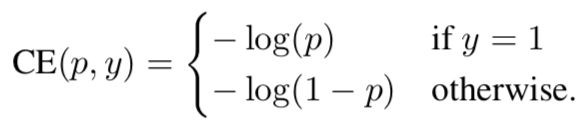 CE(p, y) = { − log(p) if y = 1
− log(1 − p) otherwise.